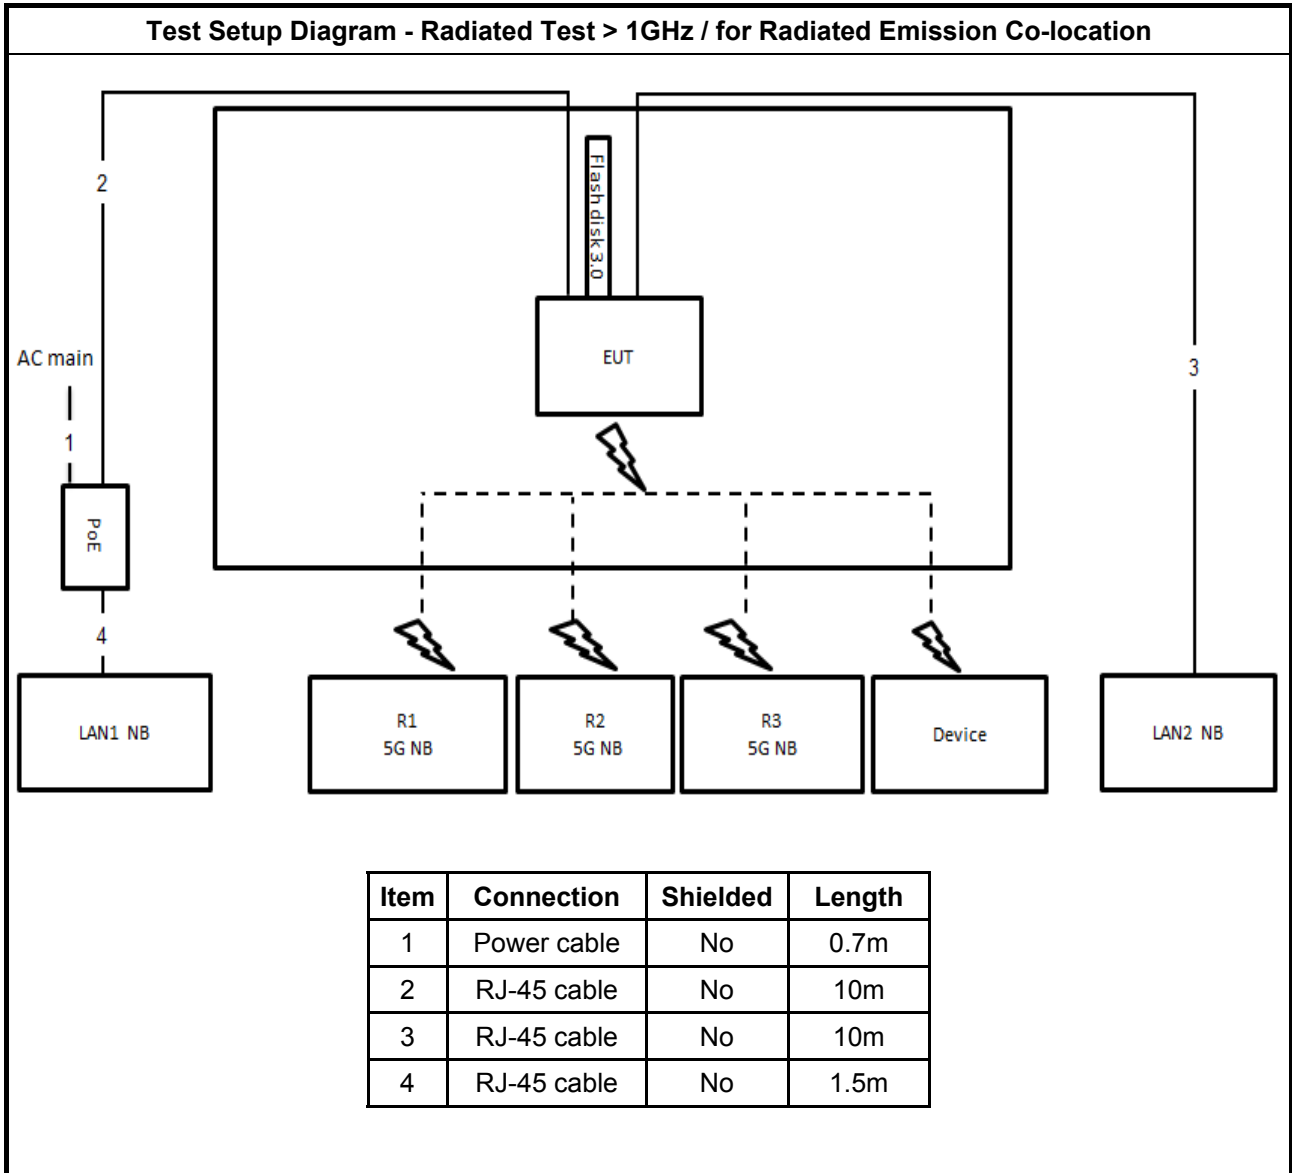 Test Setup Diagram - Radiated Test > 1GHz / for Radiated Emission Co-location
2
Flash disk 3.0
AC main
EUT
3
1
PoE
4
LAN1 NB
R1
5G NB
R2
5G NB
R3
5G NB
Device
LAN2 NB
Item Connection Shielded Length
1 Power cable No 0.7m
2 RJ-45 cable No 10m
3 RJ-45 cable No 10m
4 RJ-45 cable No 1.5m